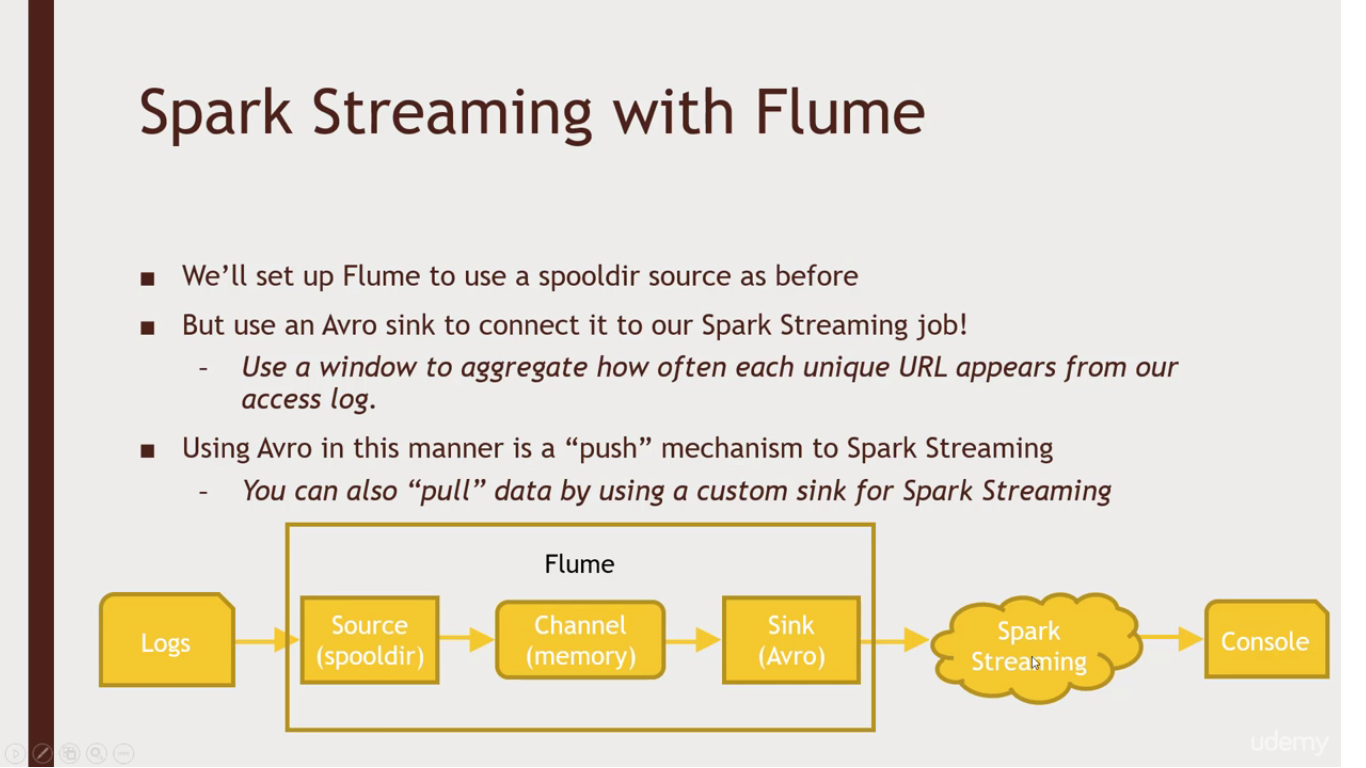 Spark Streaming with Flume
■ We’ll set up Flume to use a spooldir source as before
■ But use an Avro sink to connect it to our Spark Streaming job!
– Use a window to aggregate how often each unique URL appears from our
access log.
■ Using Avro in this manner is a “push” mechanism to Spark Streaming
– You can also “pull” data by using a custom sink for Spark Streaming
Flume
Logs
Source
(spooldir)
Channel
(memory)
Sink
(Avro)
Spark
Streaming
Console
udemy